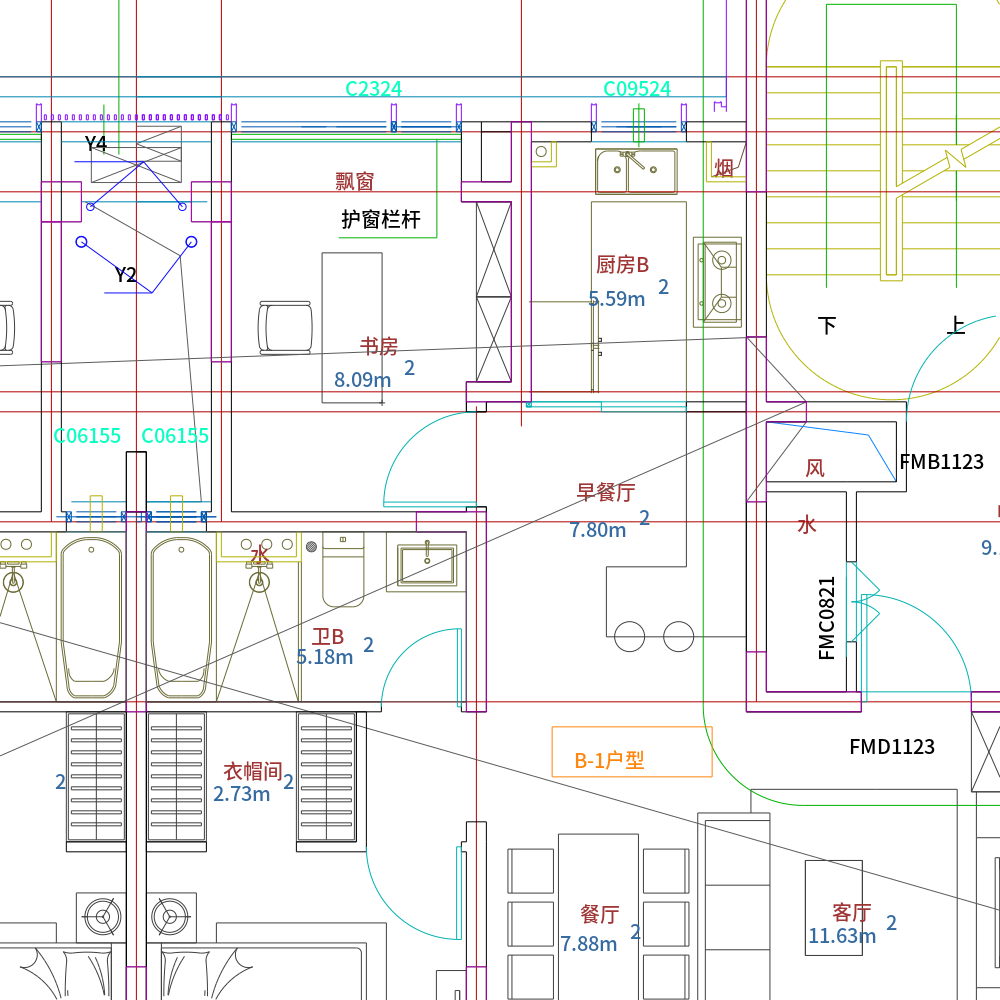 C2324
C09524
Y4
烟
飘窗
护窗栏杆
厨房B
5.59m 2
Y2
下
上
书房
8.09m 2
C06155
C06155
FMB1123
风
早餐厅
7.80m 2
水
9.
水
FMC0821
卫B
5.18m 2
FMD1123
B-1户型
衣帽间
2
2.73m 2
餐厅
7.88m 2
客厅
11.63m 2